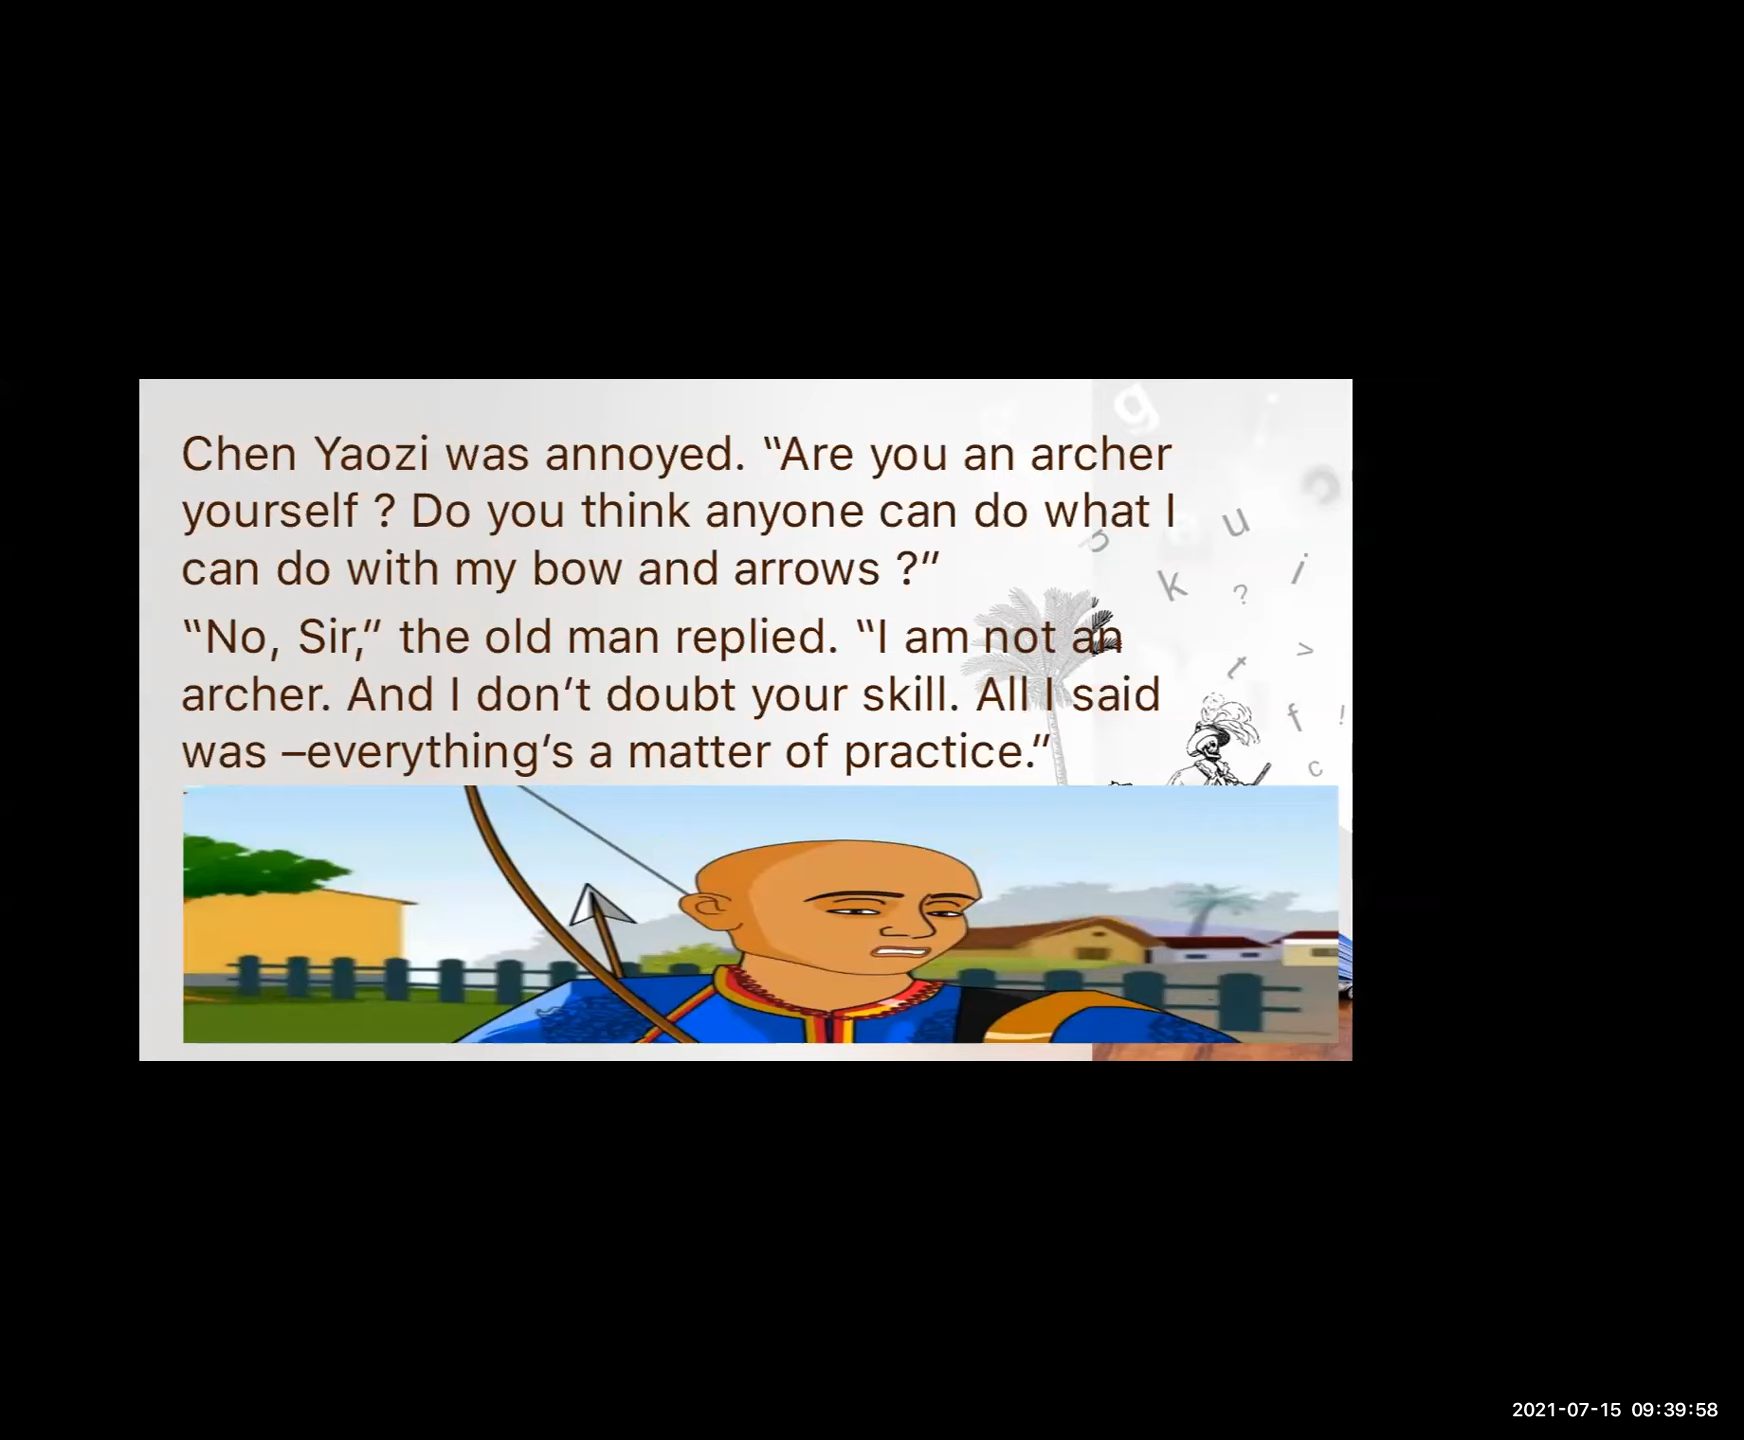 Chen Yaozi was annoyed. “Are you an archer
yourself ? Do you think anyone can do what I
can do with my bow and arrows ?”
“No, Sir,” the old man replied. “I am not an
archer. And I don’t doubt your skill. All I said
was –everything’s a matter of practice.”
g
i
u
k
?
i
>
t
f
!
c
2021-07-15 09:39:58